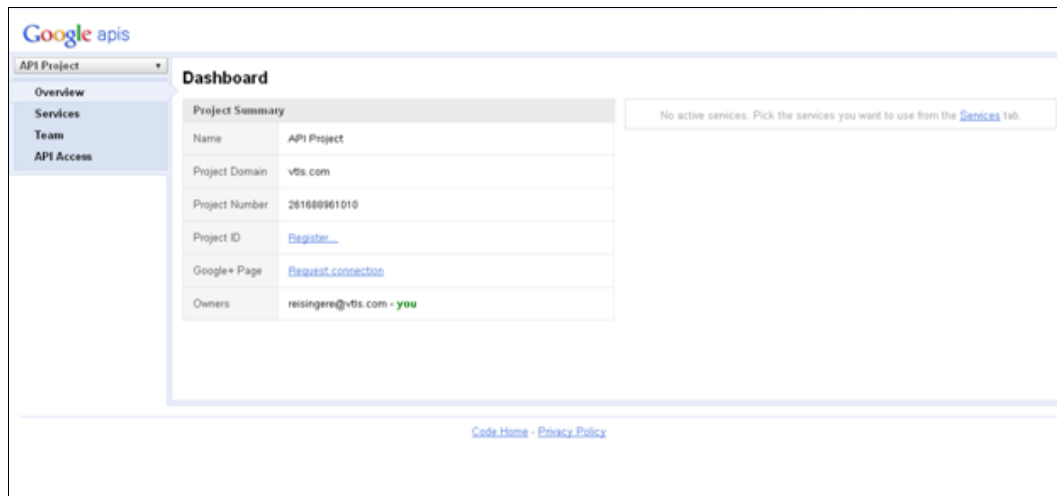 Google apis
API Project
Overview
Services
Team
API Access
Dashboard
Project Summary
Name API Project
Project Domain vtls.com
Project Number 261688961010
Project ID Register...
Google+ Page Request connection
Owners reisingere@vtls.com - you
No active services. Pick the services you want to use from the Services tab.
Code Home - Privacy Policy